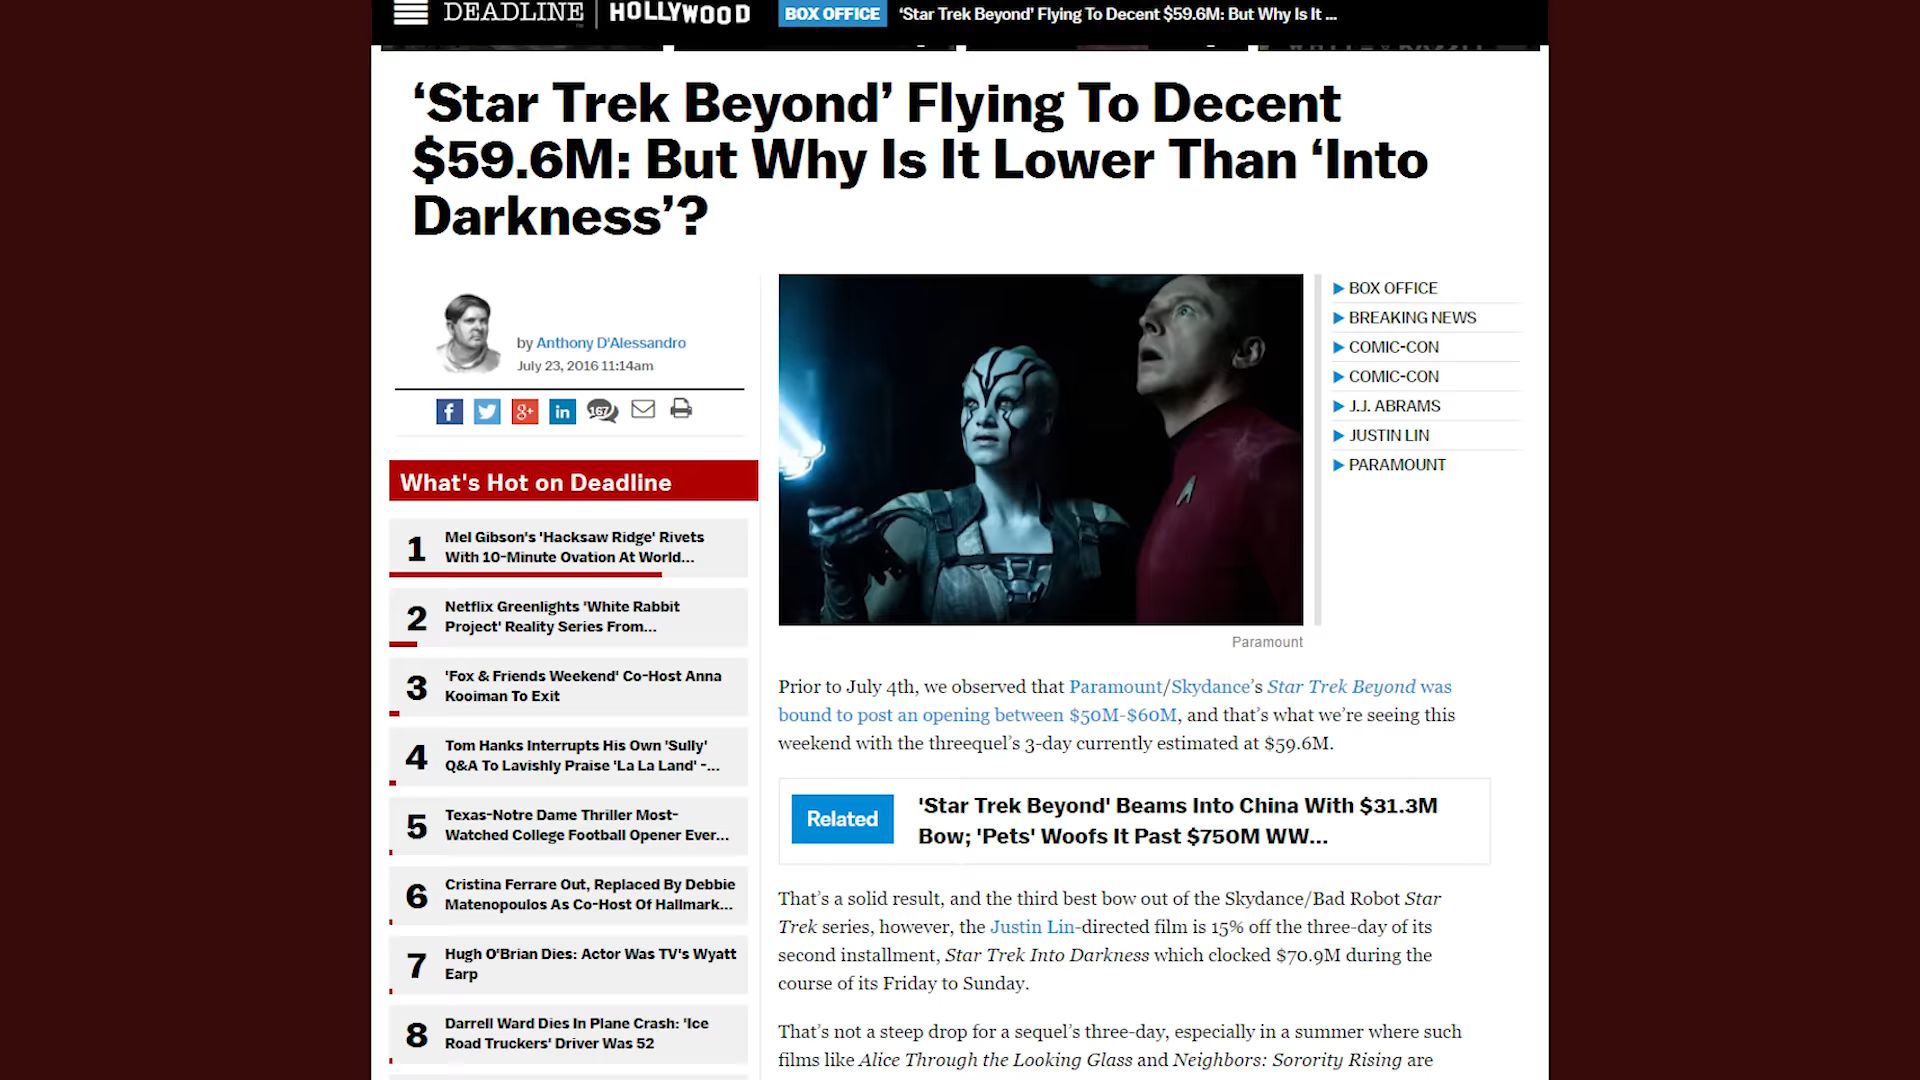 DEADLINE | HOLLYWOOD
BOX OFFICE
‘Star Trek Beyond’ Flying To Decent $59.6M: But Why Is It ...
‘Star Trek Beyond’ Flying To Decent
$59.6M: But Why Is It Lower Than ‘Into
Darkness’?
by Anthony D'Alessandro
July 23, 2016 11:14am
f
g+
in
167
What's Hot on Deadline
1
Mel Gibson's 'Hacksaw Ridge' Rivets
With 10-Minute Ovation At World...
2
Netflix Greenlights 'White Rabbit
Project' Reality Series From...
3
'Fox & Friends Weekend' Co-Host Anna
Kooiman To Exit
4
Tom Hanks Interrupts His Own 'Sully'
Q&A To Lavishly Praise 'La La Land' -...
5
Texas-Notre Dame Thriller Most-
Watched College Football Opener Ever...
6
Cristina Ferrare Out, Replaced By Debbie
Matenopoulos As Co-Host Of Hallmark...
7
Hugh O'Brian Dies: Actor Was TV's Wyatt
Earp
8
Darrell Ward Dies In Plane Crash: 'Ice
Road Truckers' Driver Was 52
Paramount
BOX OFFICE
BREAKING NEWS
COMIC-CON
COMIC-CON
J.J. ABRAMS
JUSTIN LIN
PARAMOUNT
Prior to July 4th, we observed that Paramount/Skydance’s Star Trek Beyond was
bound to post an opening between $50M-$60M, and that’s what we’re seeing this
weekend with the threequel’s 3-day currently estimated at $59.6M.
Related
'Star Trek Beyond' Beams Into China With $31.3M
Bow; 'Pets' Woofs It Past $750M WW...
That’s a solid result, and the third best bow out of the Skydance/Bad Robot Star
Trek series, however, the Justin Lin-directed film is 15% off the three-day of its
second installment, Star Trek Into Darkness which clocked $70.9M during the
course of its Friday to Sunday.
That’s not a steep drop for a sequel’s three-day, especially in a summer where such
films like Alice Through the Looking Glass and Neighbors: Sorority Rising are